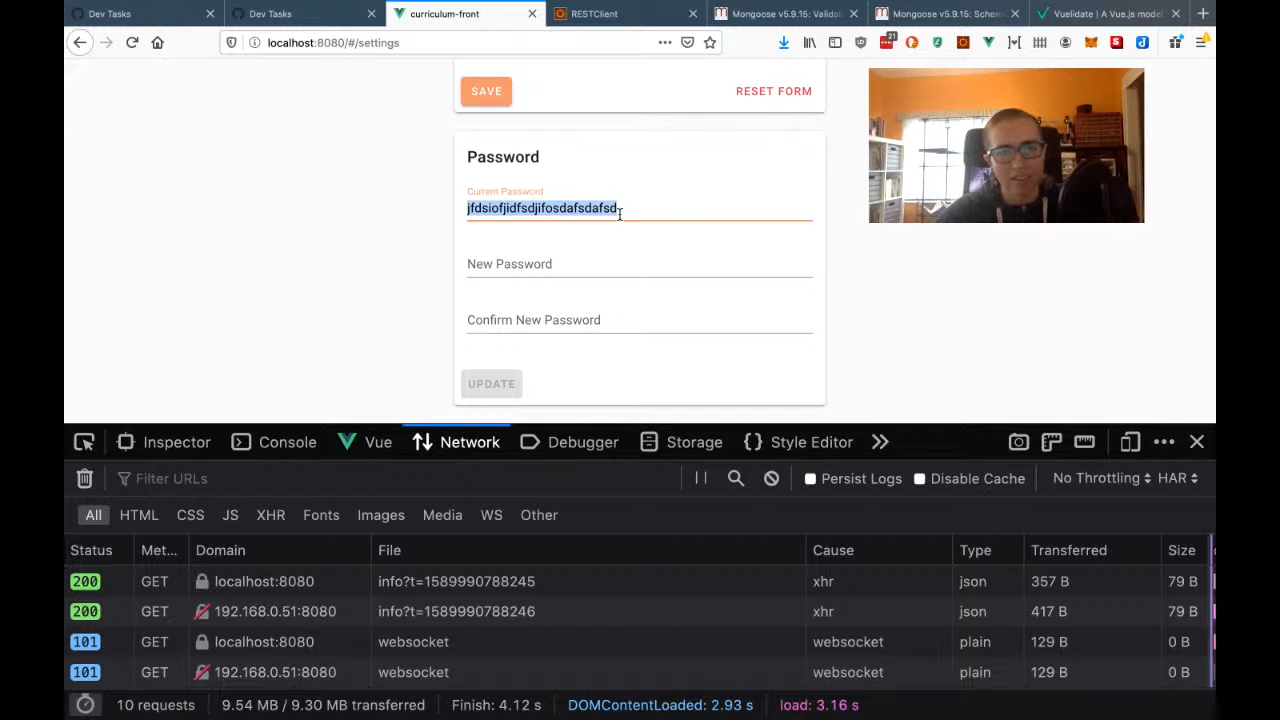 Dev Tasks
Dev Tasks
curriculum-front
RESTClient
Mongoose v5.9.15: Validat
Mongoose v5.9.15: Schem
Vuelidate | A Vue.js model
localhost:8080/#/settings
21
SAVE
RESET FORM
Password
Current Password
jfdsiofjidfsdjifosdafsdafsd
New Password
Confirm New Password
UPDATE
Inspector
Console
Vue
Network
Debugger
Storage
Style Editor
Filter URLs
Persist Logs
Disable Cache
No Throttling
HAR
All
HTML
CSS
JS
XHR
Fonts
Images
Media
WS
Other
Status Met... Domain File Cause Type Transferred Size
200 GET localhost:8080 info?t=1589990788245 xhr json 357 B 79 B
200 GET 192.168.0.51:8080 info?t=1589990788246 xhr json 417 B 79 B
101 GET localhost:8080 websocket websocket plain 129 B 0 B
101 GET 192.168.0.51:8080 websocket websocket plain 129 B 0 B
10 requests
9.54 MB / 9.30 MB transferred
Finish: 4.12 s
DOMContentLoaded: 2.93 s
load: 3.16 s